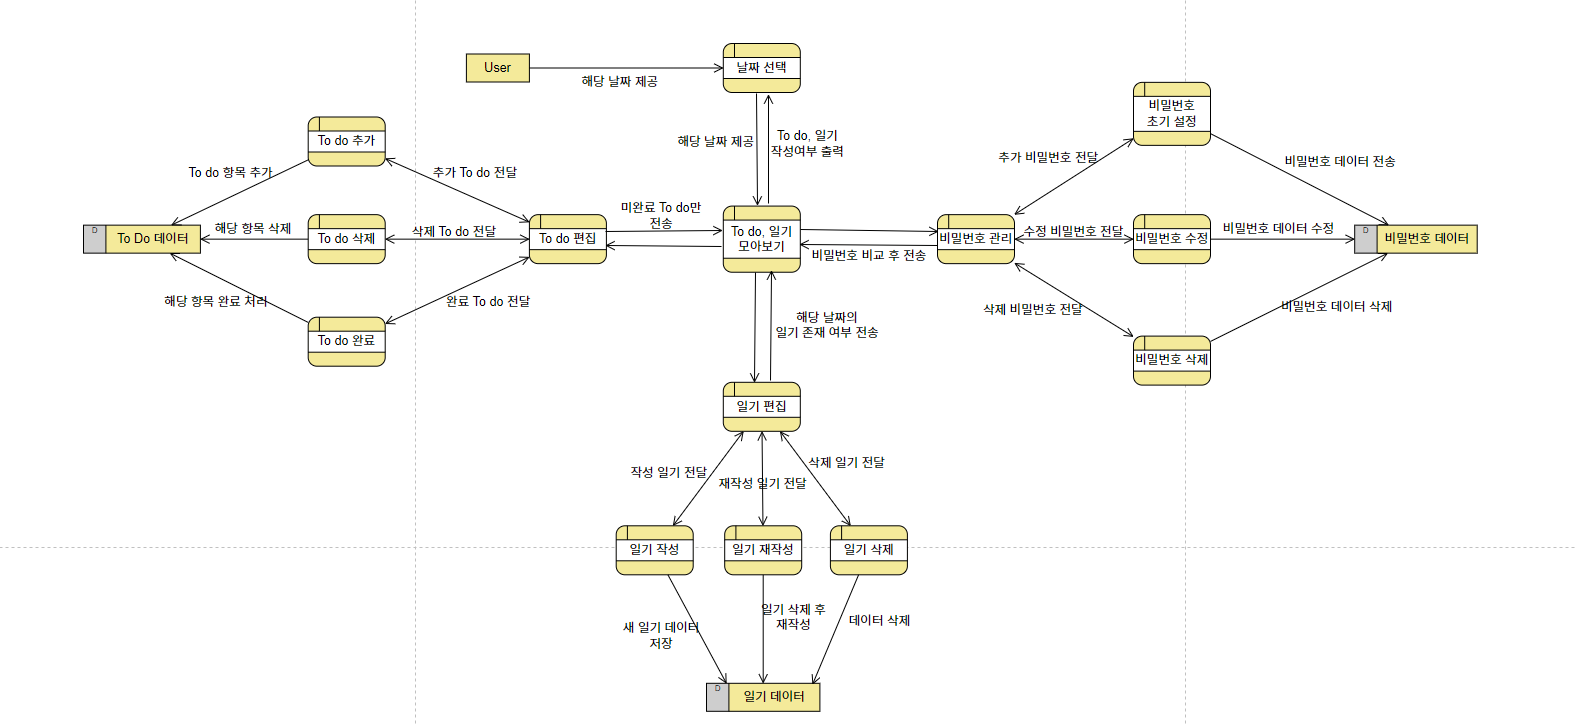 User
해당 날짜 제공
날짜 선택
해당 날짜 제공
To do, 일기
작성여부 출력
비밀번호
초기 설정
To do 추가
To do 항목 추가
추가 To do 전달
추가 비밀번호 전달
비밀번호 데이터 전송
D
To Do 데이터
해당 항목 삭제
To do 삭제
삭제 To do 전달
To do 편집
미완료 To do만
전송
To do, 일기
모아보기
비밀번호 비교 후 전송
비밀번호 관리
수정 비밀번호 전달
비밀번호 수정
비밀번호 데이터 수정
D
비밀번호 데이터
해당 항목 완료 처리
완료 To do 전달
To do 완료
해당 날짜의
일기 존재 여부 전송
삭제 비밀번호 전달
비밀번호 데이터 삭제
비밀번호 삭제
일기 편집
작성 일기 전달
재작성 일기 전달
삭제 일기 전달
일기 작성
일기 재작성
일기 삭제
새 일기 데이터
저장
일기 삭제 후
재작성
데이터 삭제
D
일기 데이터